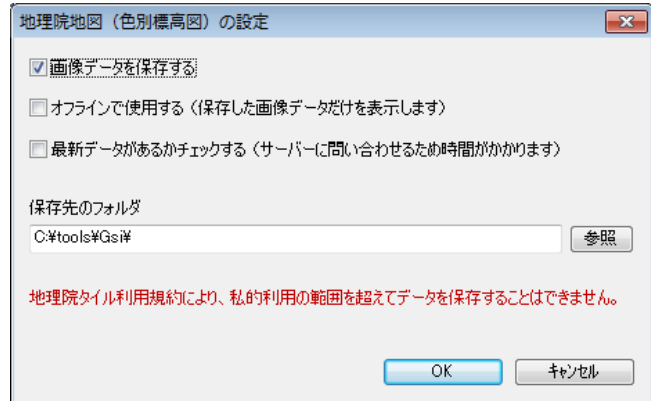 地理院地図（色別標高図）の設定
画像データを保存する
オフラインで使用する（保存した画像データだけを表示します）
最新データがあるかチェックする（サーバーに問い合わせるため時間がかかります）
保存先のフォルダ
C:¥tools¥Gsi¥
参照
地理院タイル利用規約により、私的利用の範囲を超えてデータを保存することはできません。
OK
キャンセル